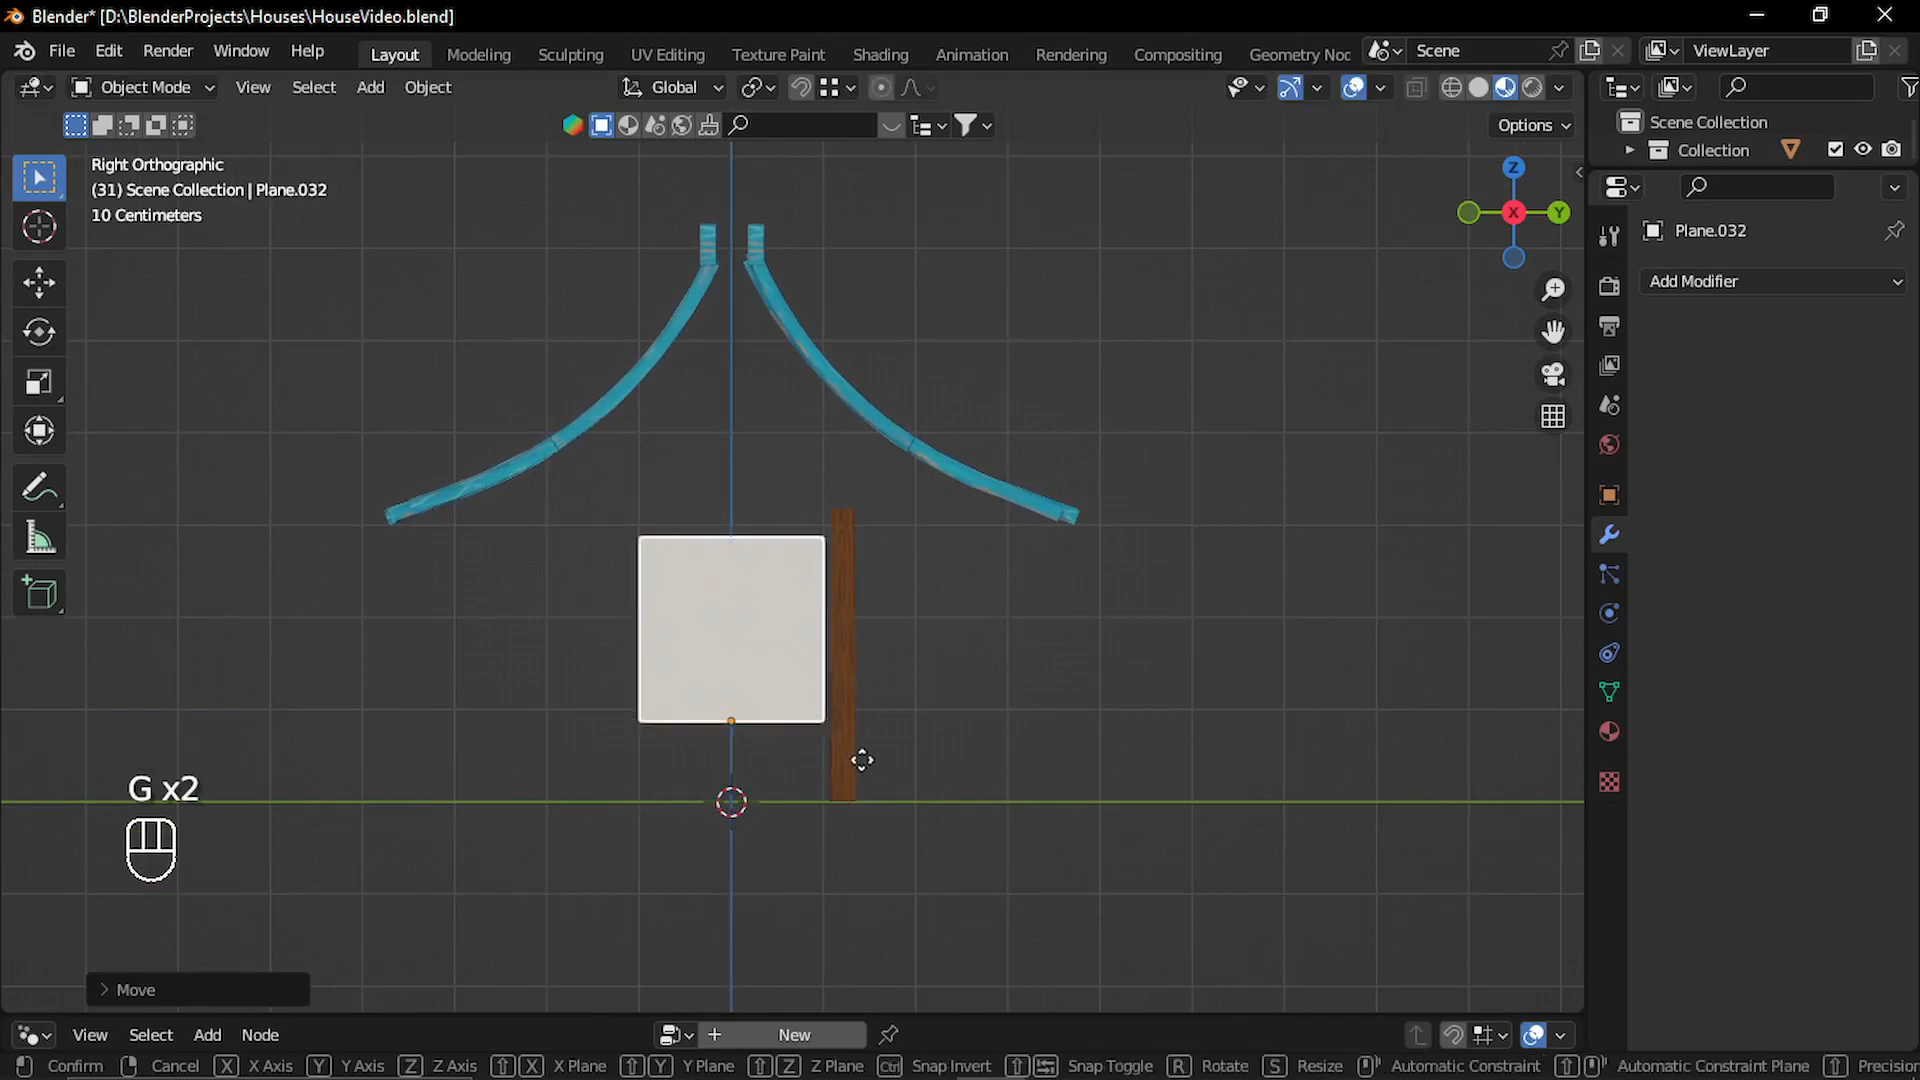 Blender* [D:\BlenderProjects\Houses\HouseVideo.blend]
File Edit Render Window Help Layout Modeling Sculpting UV Editing Texture Paint Shading Animation Rendering Compositing Geometry Noc Scene ViewLayer
Object Mode View Select Add Object Global
Options
Scene Collection
Collection
Right Orthographic
(31) Scene Collection | Plane.032
10 Centimeters
Z
Y
X
Plane.032
Add Modifier
G x2
Move
View Select Add Node New
Confirm Cancel X X Axis Y Y Axis Z Z Axis X X Plane Y Y Plane Z Z Plane Ctrl Snap Invert Snap Toggle R Rotate S Resize Automatic Constraint Automatic Constraint Plane Precision